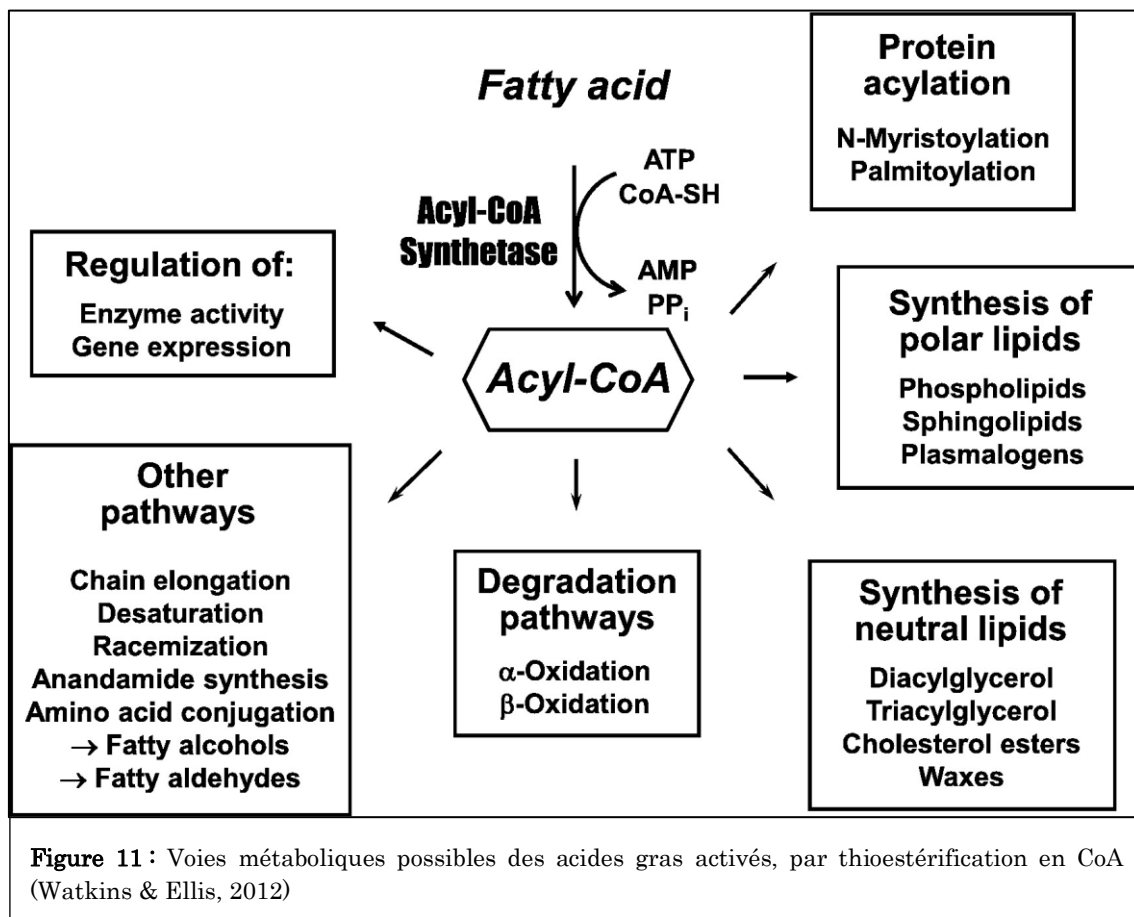 Fatty acid
ATP
CoA-SH
Acyl-CoA
Synthetase
AMP
PPi
Acyl-CoA
Protein
acylation
N-Myristoylation
Palmitoylation
Regulation of:
Enzyme activity
Gene expression
Synthesis of
polar lipids
Phospholipids
Sphingolipids
Plasmalogens
Other
pathways
Chain elongation
Desaturation
Racemization
Anandamide synthesis
Amino acid conjugation
→ Fatty alcohols
→ Fatty aldehydes
Degradation
pathways
α-Oxidation
β-Oxidation
Synthesis of
neutral lipids
Diacylglycerol
Triacylglycerol
Cholesterol esters
Waxes
Figure 11 : Voies métaboliques possibles des acides gras activés, par thioestérification en CoA
(Watkins & Ellis, 2012)